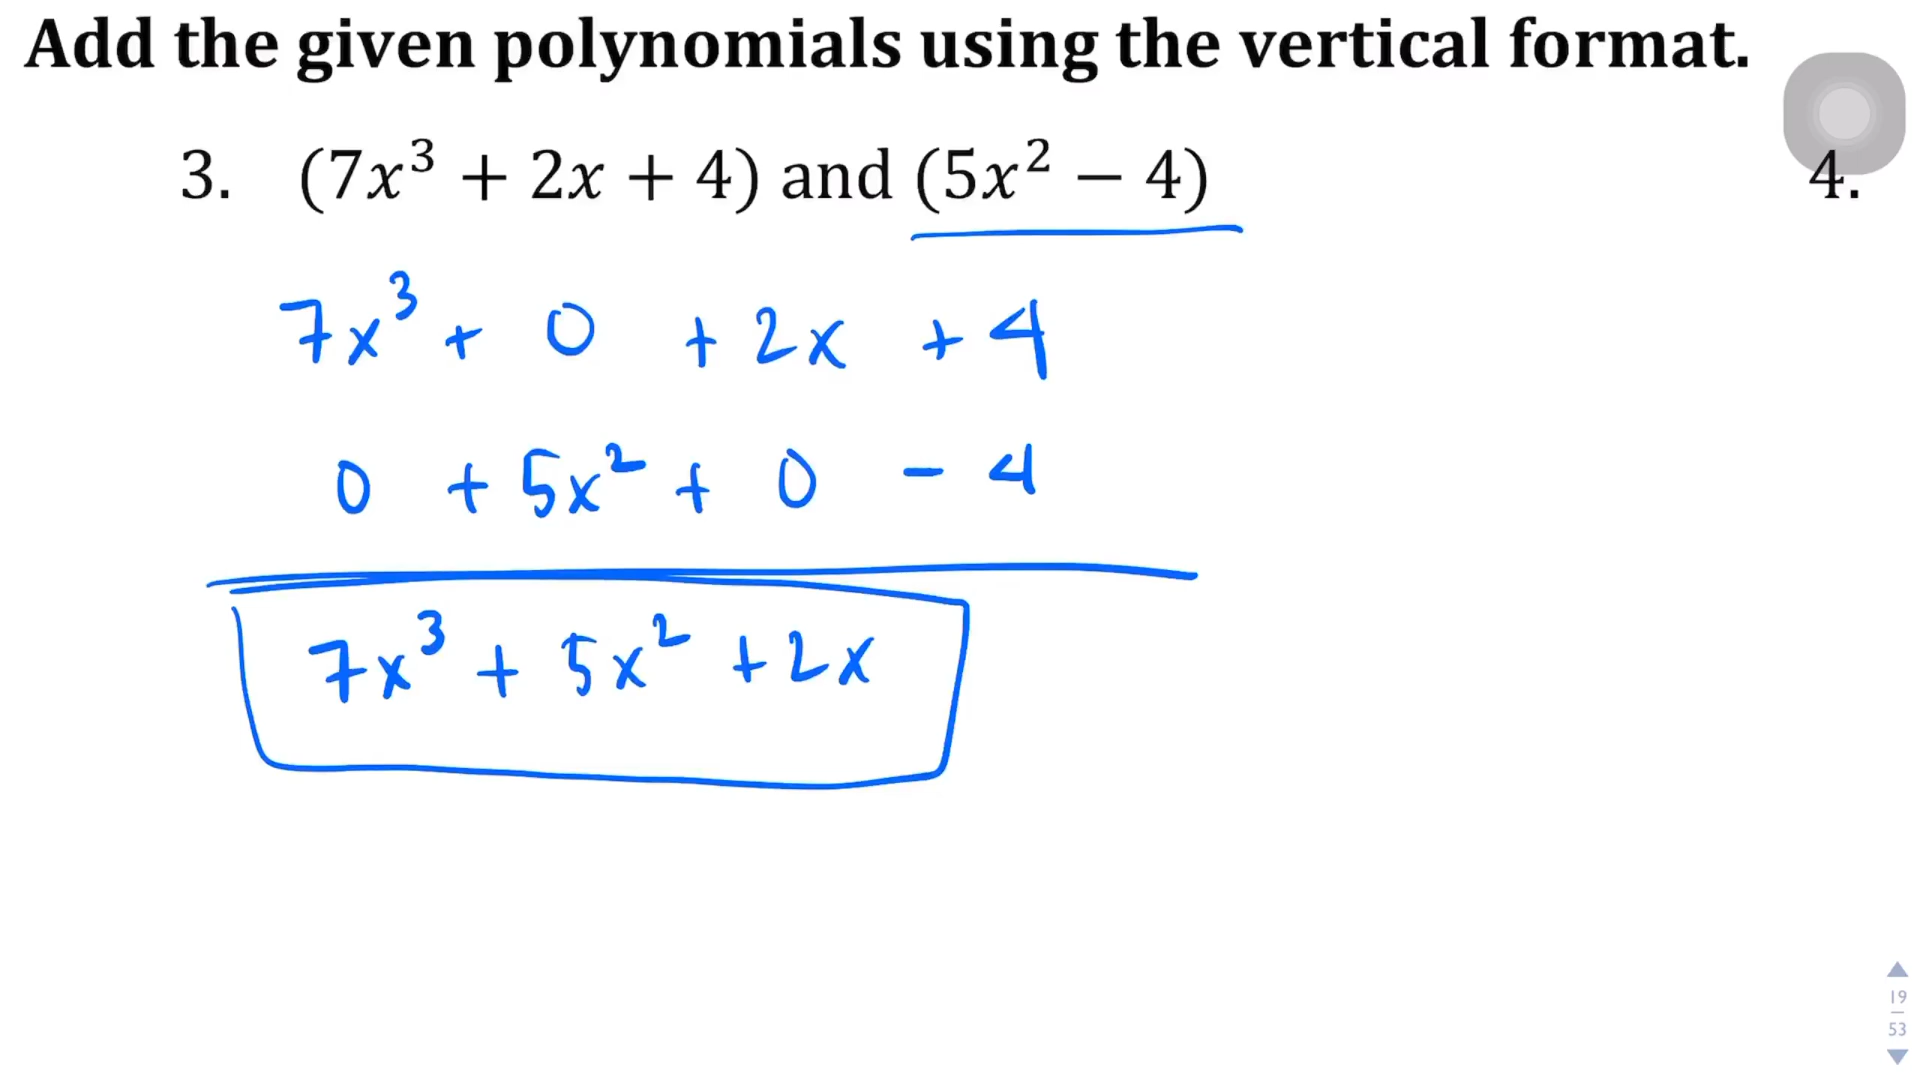 Add the given polynomials using the vertical format.
3. (7x³ + 2x + 4) and (5x² − 4)
4.
7x³ + 0 + 2x + 4
0 + 5x² + 0 - 4
7x³ + 5x² + 2x
19
53